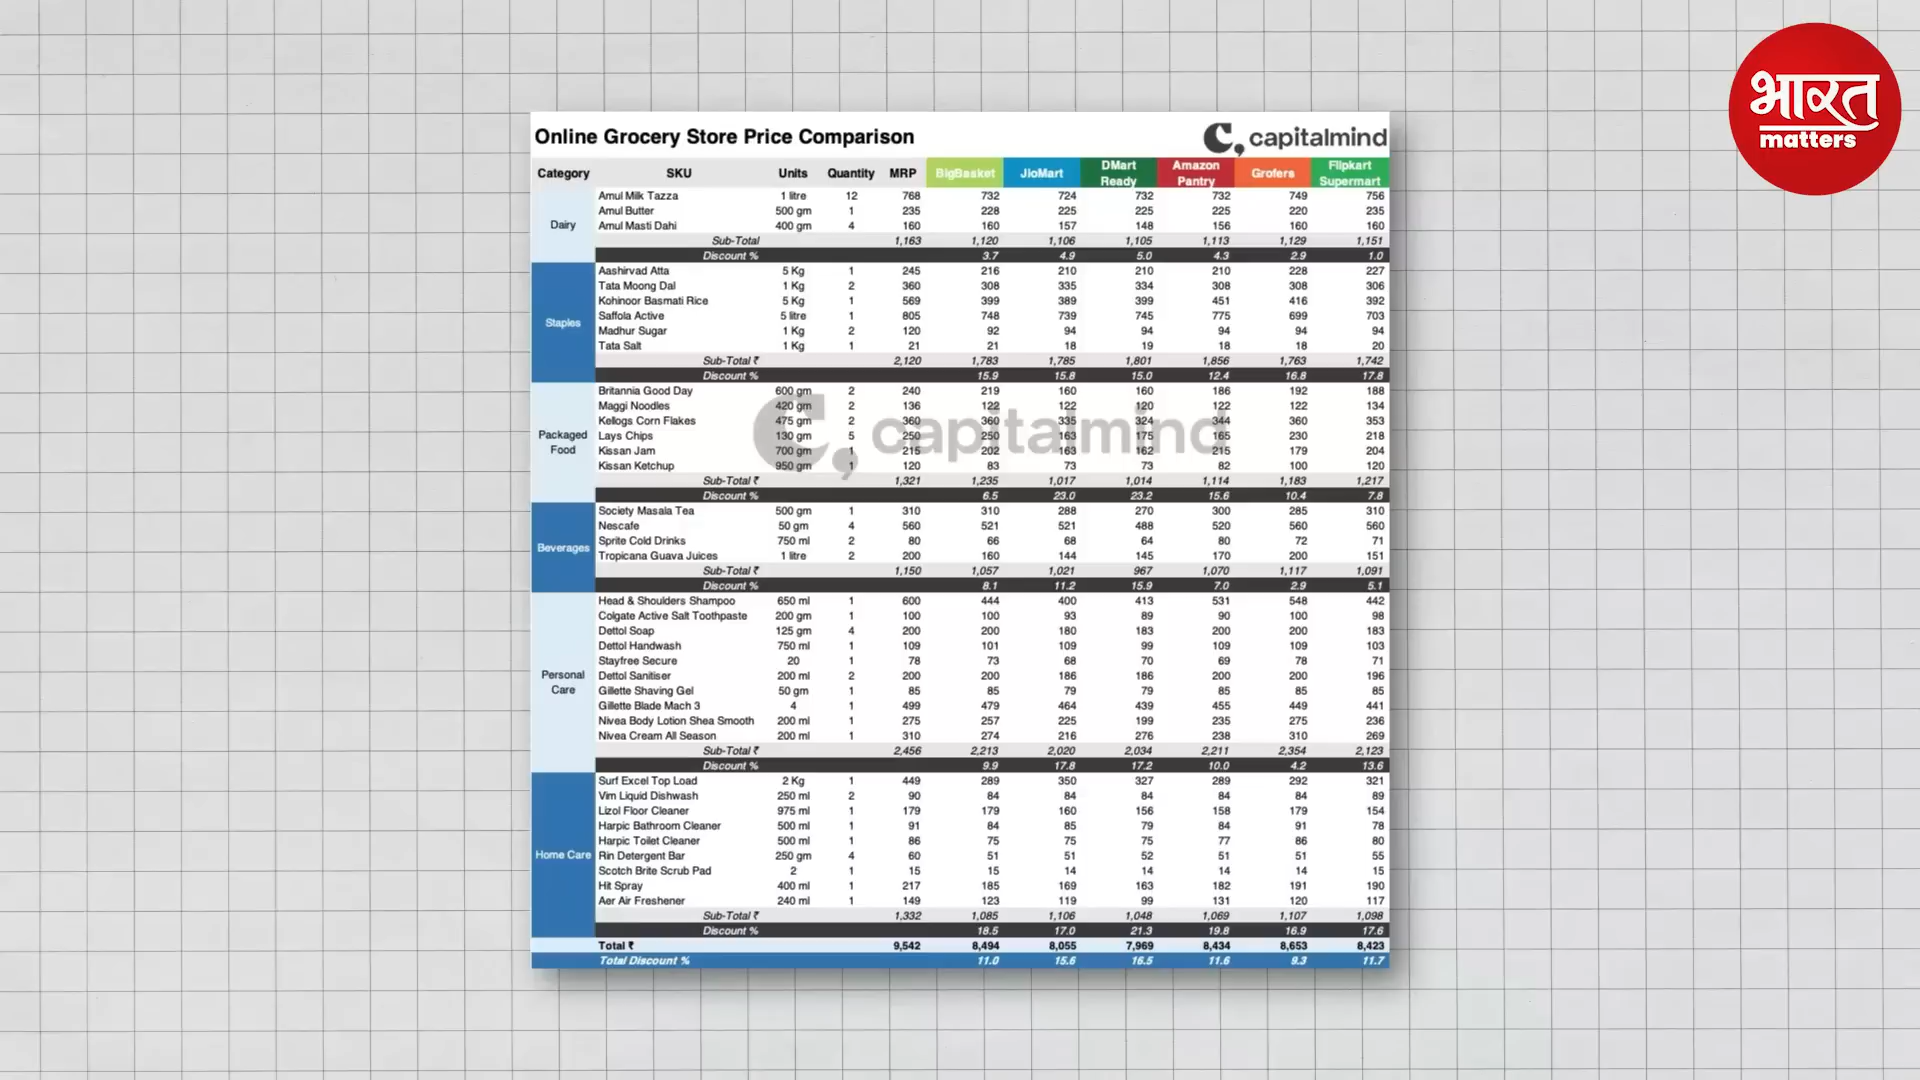 भारत
matters
Online Grocery Store Price Comparison
capitalmind
Category SKU Units Quantity MRP BigBasket JioMart DMart Ready Amazon Pantry Grofers Flipkart Supermart
Dairy
Amul Milk Tazza 1 litre 12 768 732 724 732 732 749 756
Amul Butter 500 gm 1 235 228 225 225 225 220 235
Amul Masti Dahi 400 gm 4 160 160 157 148 156 160 160
Sub-Total 1,163 1,120 1,106 1,105 1,113 1,129 1,151
Discount % 3.7 4.9 5.0 4.3 2.9 1.0
Staples
Aashirvad Atta 5 Kg 1 245 216 210 210 210 228 227
Tata Moong Dal 1 Kg 2 360 308 335 334 308 308 306
Kohinoor Basmati Rice 5 Kg 1 569 399 389 399 451 416 392
Saffola Active 5 litre 1 805 748 739 745 775 699 703
Madhur Sugar 1 Kg 2 120 92 94 94 94 94 94
Tata Salt 1 Kg 1 21 21 18 19 18 18 20
Sub-Total ₹ 2,120 1,783 1,785 1,801 1,856 1,763 1,742
Discount % 15.9 15.8 15.0 12.4 16.8 17.8
Packaged Food
Britannia Good Day 600 gm 2 240 219 160 160 186 192 188
Maggi Noodles 420 gm 2 136 122 122 120 122 122 134
Kellogs Corn Flakes 475 gm 2 360 360 335 324 344 360 353
Lays Chips 130 gm 5 250 250 163 175 165 230 218
Kissan Jam 700 gm 1 215 202 163 162 215 179 204
Kissan Ketchup 950 gm 1 120 83 73 73 82 100 120
Sub-Total ₹ 1,321 1,235 1,017 1,014 1,114 1,183 1,217
Discount % 6.5 23.0 23.2 15.6 10.4 7.8
capitalmind
Beverages
Society Masala Tea 500 gm 1 310 310 288 270 300 285 310
Nescafe 50 gm 4 560 521 521 488 520 560 560
Sprite Cold Drinks 750 ml 2 80 66 68 64 80 72 71
Tropicana Guava Juices 1 litre 2 200 160 144 145 170 200 151
Sub-Total ₹ 1,150 1,057 1,021 967 1,070 1,117 1,091
Discount % 8.1 11.2 15.9 7.0 2.9 5.1
Personal Care
Head & Shoulders Shampoo 650 ml 1 600 444 400 413 531 548 442
Colgate Active Salt Toothpaste 200 gm 1 100 100 93 89 90 100 98
Dettol Soap 125 gm 4 200 200 180 183 200 200 183
Dettol Handwash 750 ml 1 109 101 109 99 109 109 103
Stayfree Secure 20 1 78 73 68 70 69 78 71
Dettol Sanitiser 200 ml 2 200 200 186 186 200 200 196
Gillette Shaving Gel 50 gm 1 85 85 79 79 85 85 85
Gillette Blade Mach 3 4 1 499 479 464 439 455 449 441
Nivea Body Lotion Shea Smooth 200 ml 1 275 257 225 199 235 275 236
Nivea Cream All Season 200 ml 1 310 274 216 276 238 310 269
Sub-Total ₹ 2,456 2,213 2,020 2,034 2,211 2,354 2,123
Discount % 9.9 17.8 17.2 10.0 4.2 13.6
Home Care
Surf Excel Top Load 2 Kg 1 449 289 350 327 289 292 321
Vim Liquid Dishwash 250 ml 2 90 84 84 84 84 84 89
Lizol Floor Cleaner 975 ml 1 179 179 160 156 158 179 154
Harpic Bathroom Cleaner 500 ml 1 91 84 85 79 84 91 78
Harpic Toilet Cleaner 500 ml 1 86 75 75 75 77 86 80
Rin Detergent Bar 250 gm 4 60 51 51 52 51 51 55
Scotch Brite Scrub Pad 2 1 15 15 14 14 14 14 15
Hit Spray 400 ml 1 217 185 169 163 182 191 190
Aer Air Freshener 240 ml 1 149 123 119 99 131 120 117
Sub-Total ₹ 1,332 1,085 1,106 1,048 1,069 1,107 1,098
Discount % 18.5 17.0 21.3 19.8 16.9 17.6
Total ₹ 9,542 8,494 8,055 7,969 8,434 8,653 8,423
Total Discount % 11.0 15.6 16.5 11.6 9.3 11.7